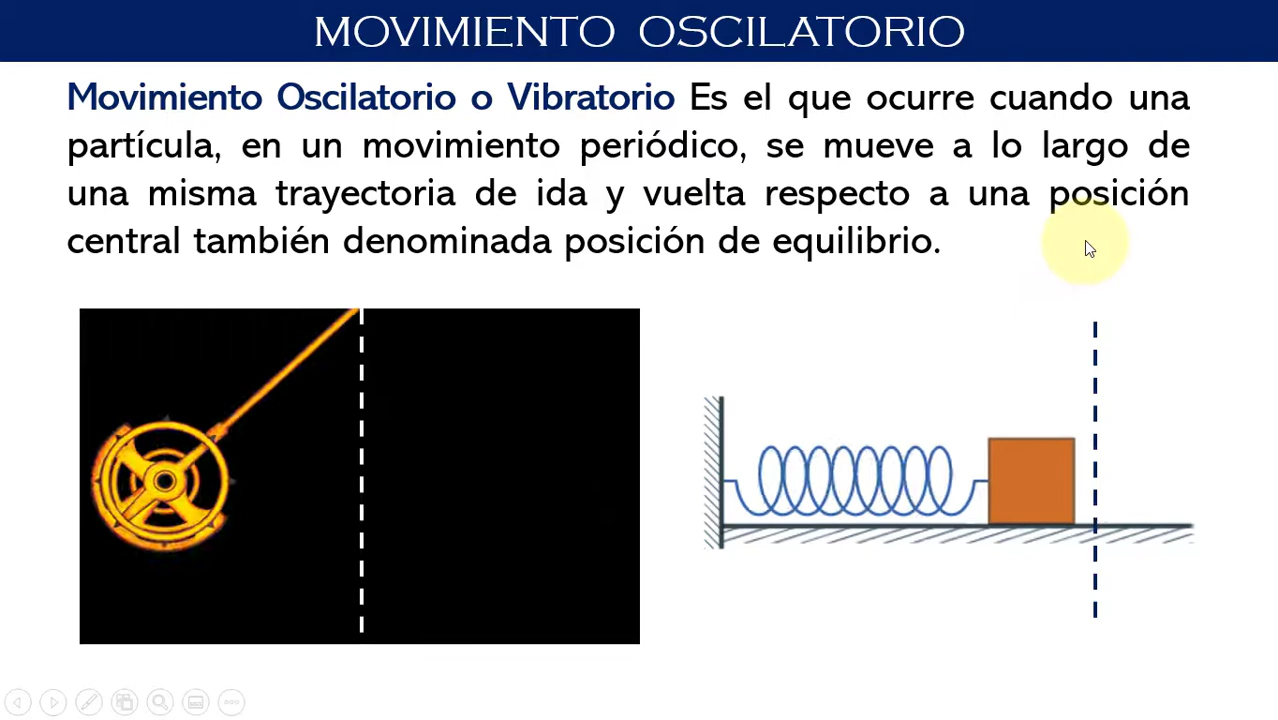 MOVIMIENTO OSCILATORIO
Movimiento Oscilatorio o Vibratorio Es el que ocurre cuando una
partícula, en un movimiento periódico, se mueve a lo largo de
una misma trayectoria de ida y vuelta respecto a una posición
central también denominada posición de equilibrio.